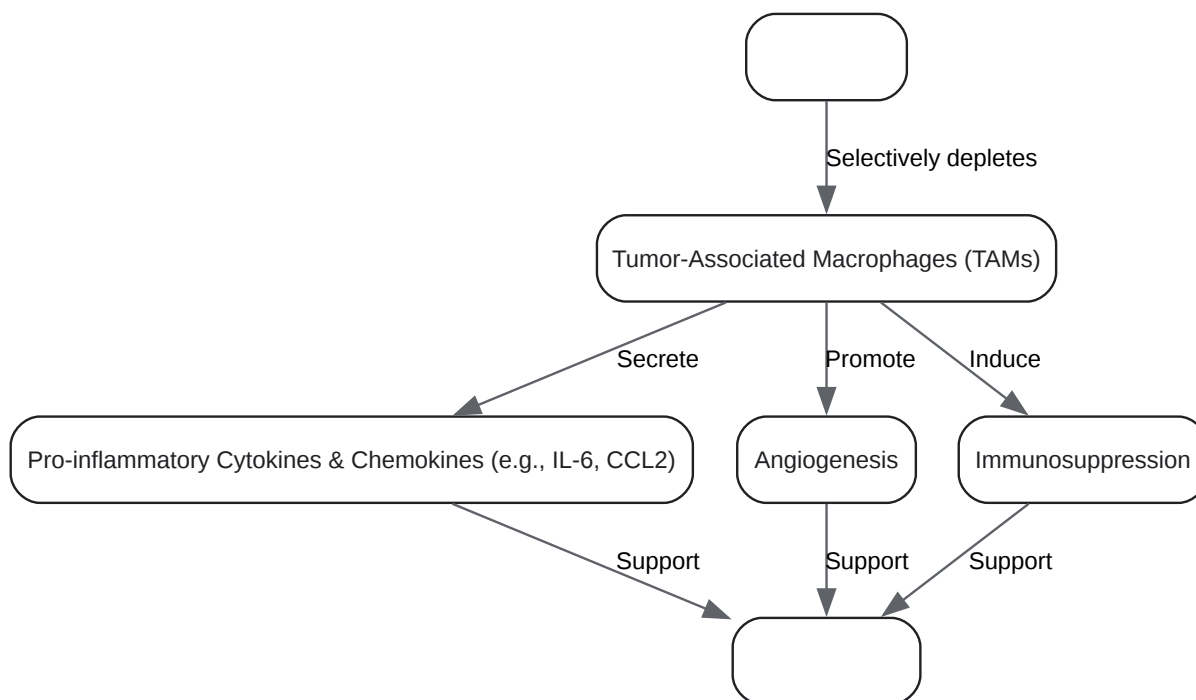 Selectively depletes
Tumor-Associated Macrophages (TAMs)
Secrete
Promote
Induce
Pro-inflammatory Cytokines & Chemokines (e.g., IL-6, CCL2)
Angiogenesis
Immunosuppression
Support
Support
Support